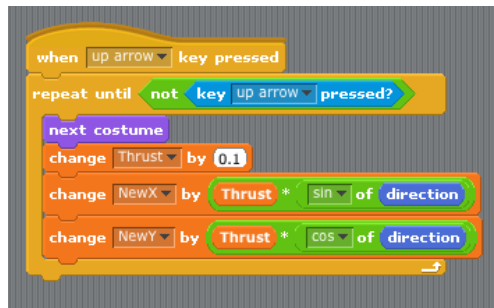 when up arrow key pressed
repeat until not key up arrow pressed?
next costume
change Thrust by 0.1
change NewX by Thrust * sin of direction
change NewY by Thrust * cos of direction